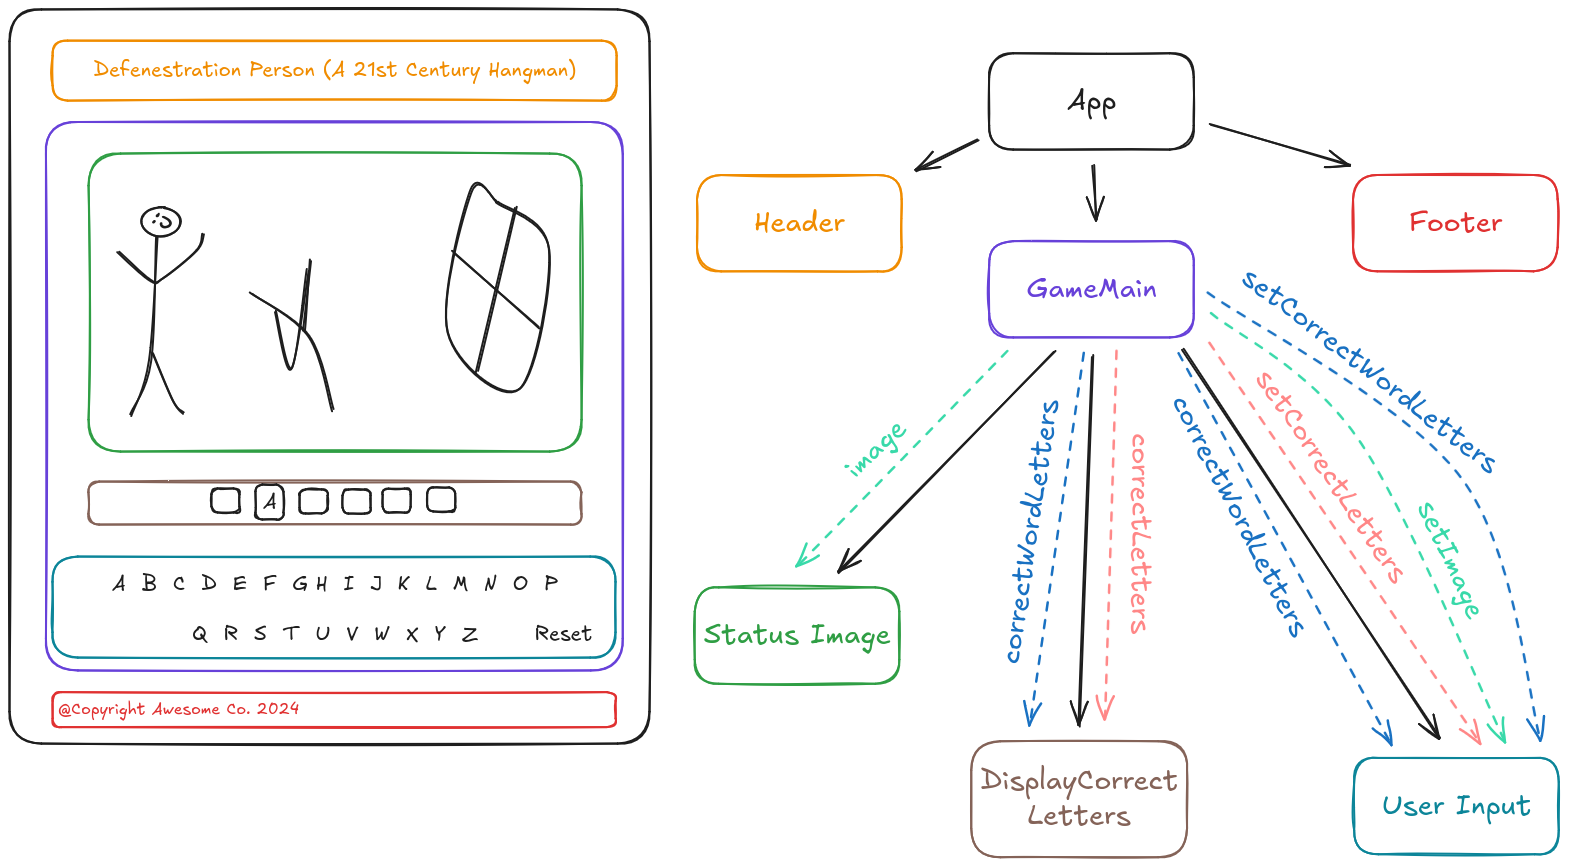 Defenestration Person (A 21st Century Hangman)
A
A B C D E F G H I J K L M N O P
Q R S T U V W X Y Z Reset
@Copyright Awesome Co. 2024
App
Header
Footer
GameMain
image
correctWordLetters
correctLetters
correctWordLetters
setCorrectLetters
setImage
setCorrectWordLetters
Status Image
DisplayCorrect
Letters
User Input